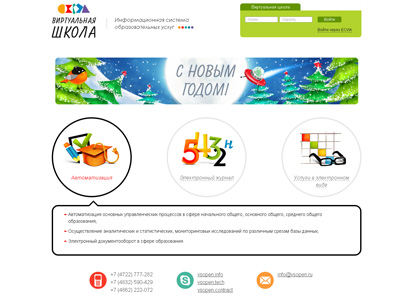 ВИРТУАЛЬНАЯ
ШКОЛА
Информационная система
образовательных услуг
Виртуальная школа
Войти
Войти через ЕСИА
С НОВЫМ
ГОДОМ!
Автоматизация
Электронный журнал
Услуги в электронном
виде
Автоматизация основных управленческих процессов в сфере начального общего, основного общего, среднего общего
образования,
Осуществление аналитических и статистических, мониторинговых исследований по различным срезам базы данных,
Электронный документооборот в сфере образования
+7 (4722) 777-282
+7 (4832) 590-429
+7 (4862) 222-072
vsopen.info
vsopen.tech
vsopen.contract
info@vsopen.ru